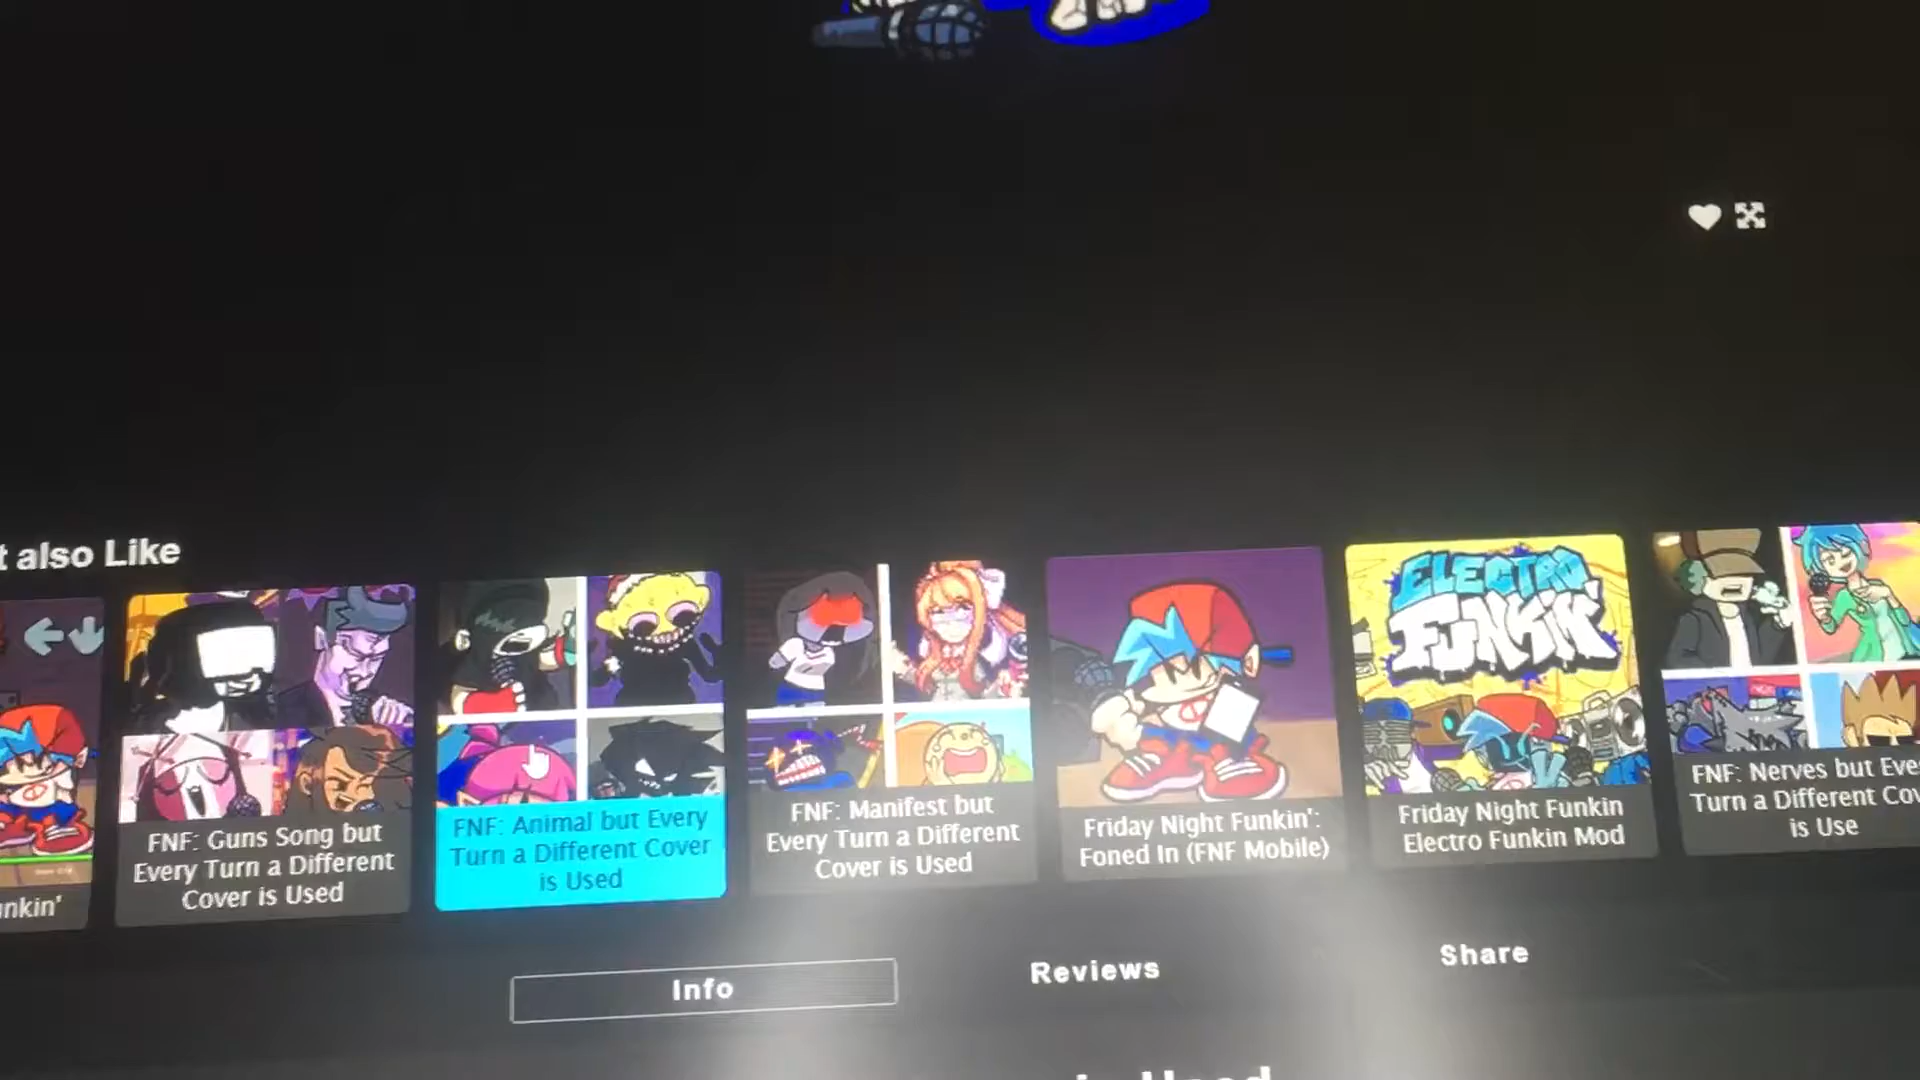 t also Like
ELECTRO
FUNKIN'
unkin'
FNF: Guns Song but
Every Turn a Different
Cover is Used
FNF: Animal but Every
Turn a Different Cover
is Used
FNF: Manifest but
Every Turn a Different
Cover is Used
Friday Night Funkin':
Foned In (FNF Mobile)
Friday Night Funkin
Electro Funkin Mod
FNF: Nerves but Eve
Turn a Different Cov
is Use
Info
Reviews
Share